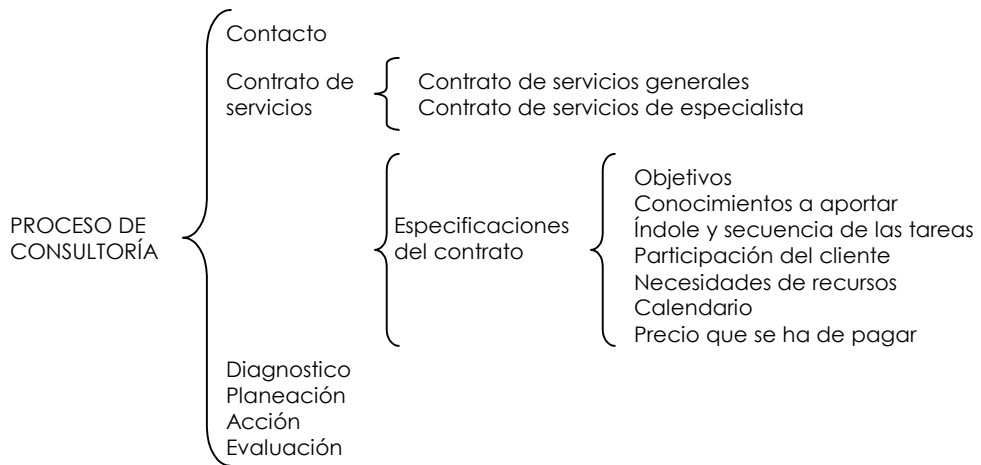 PROCESO DE
CONSULTORÍA
Contacto
Contrato de
servicios
Contrato de servicios generales
Contrato de servicios de especialista
Especificaciones
del contrato
Objetivos
Conocimientos a aportar
Índole y secuencia de las tareas
Participación del cliente
Necesidades de recursos
Calendario
Precio que se ha de pagar
Diagnostico
Planeación
Acción
Evaluación